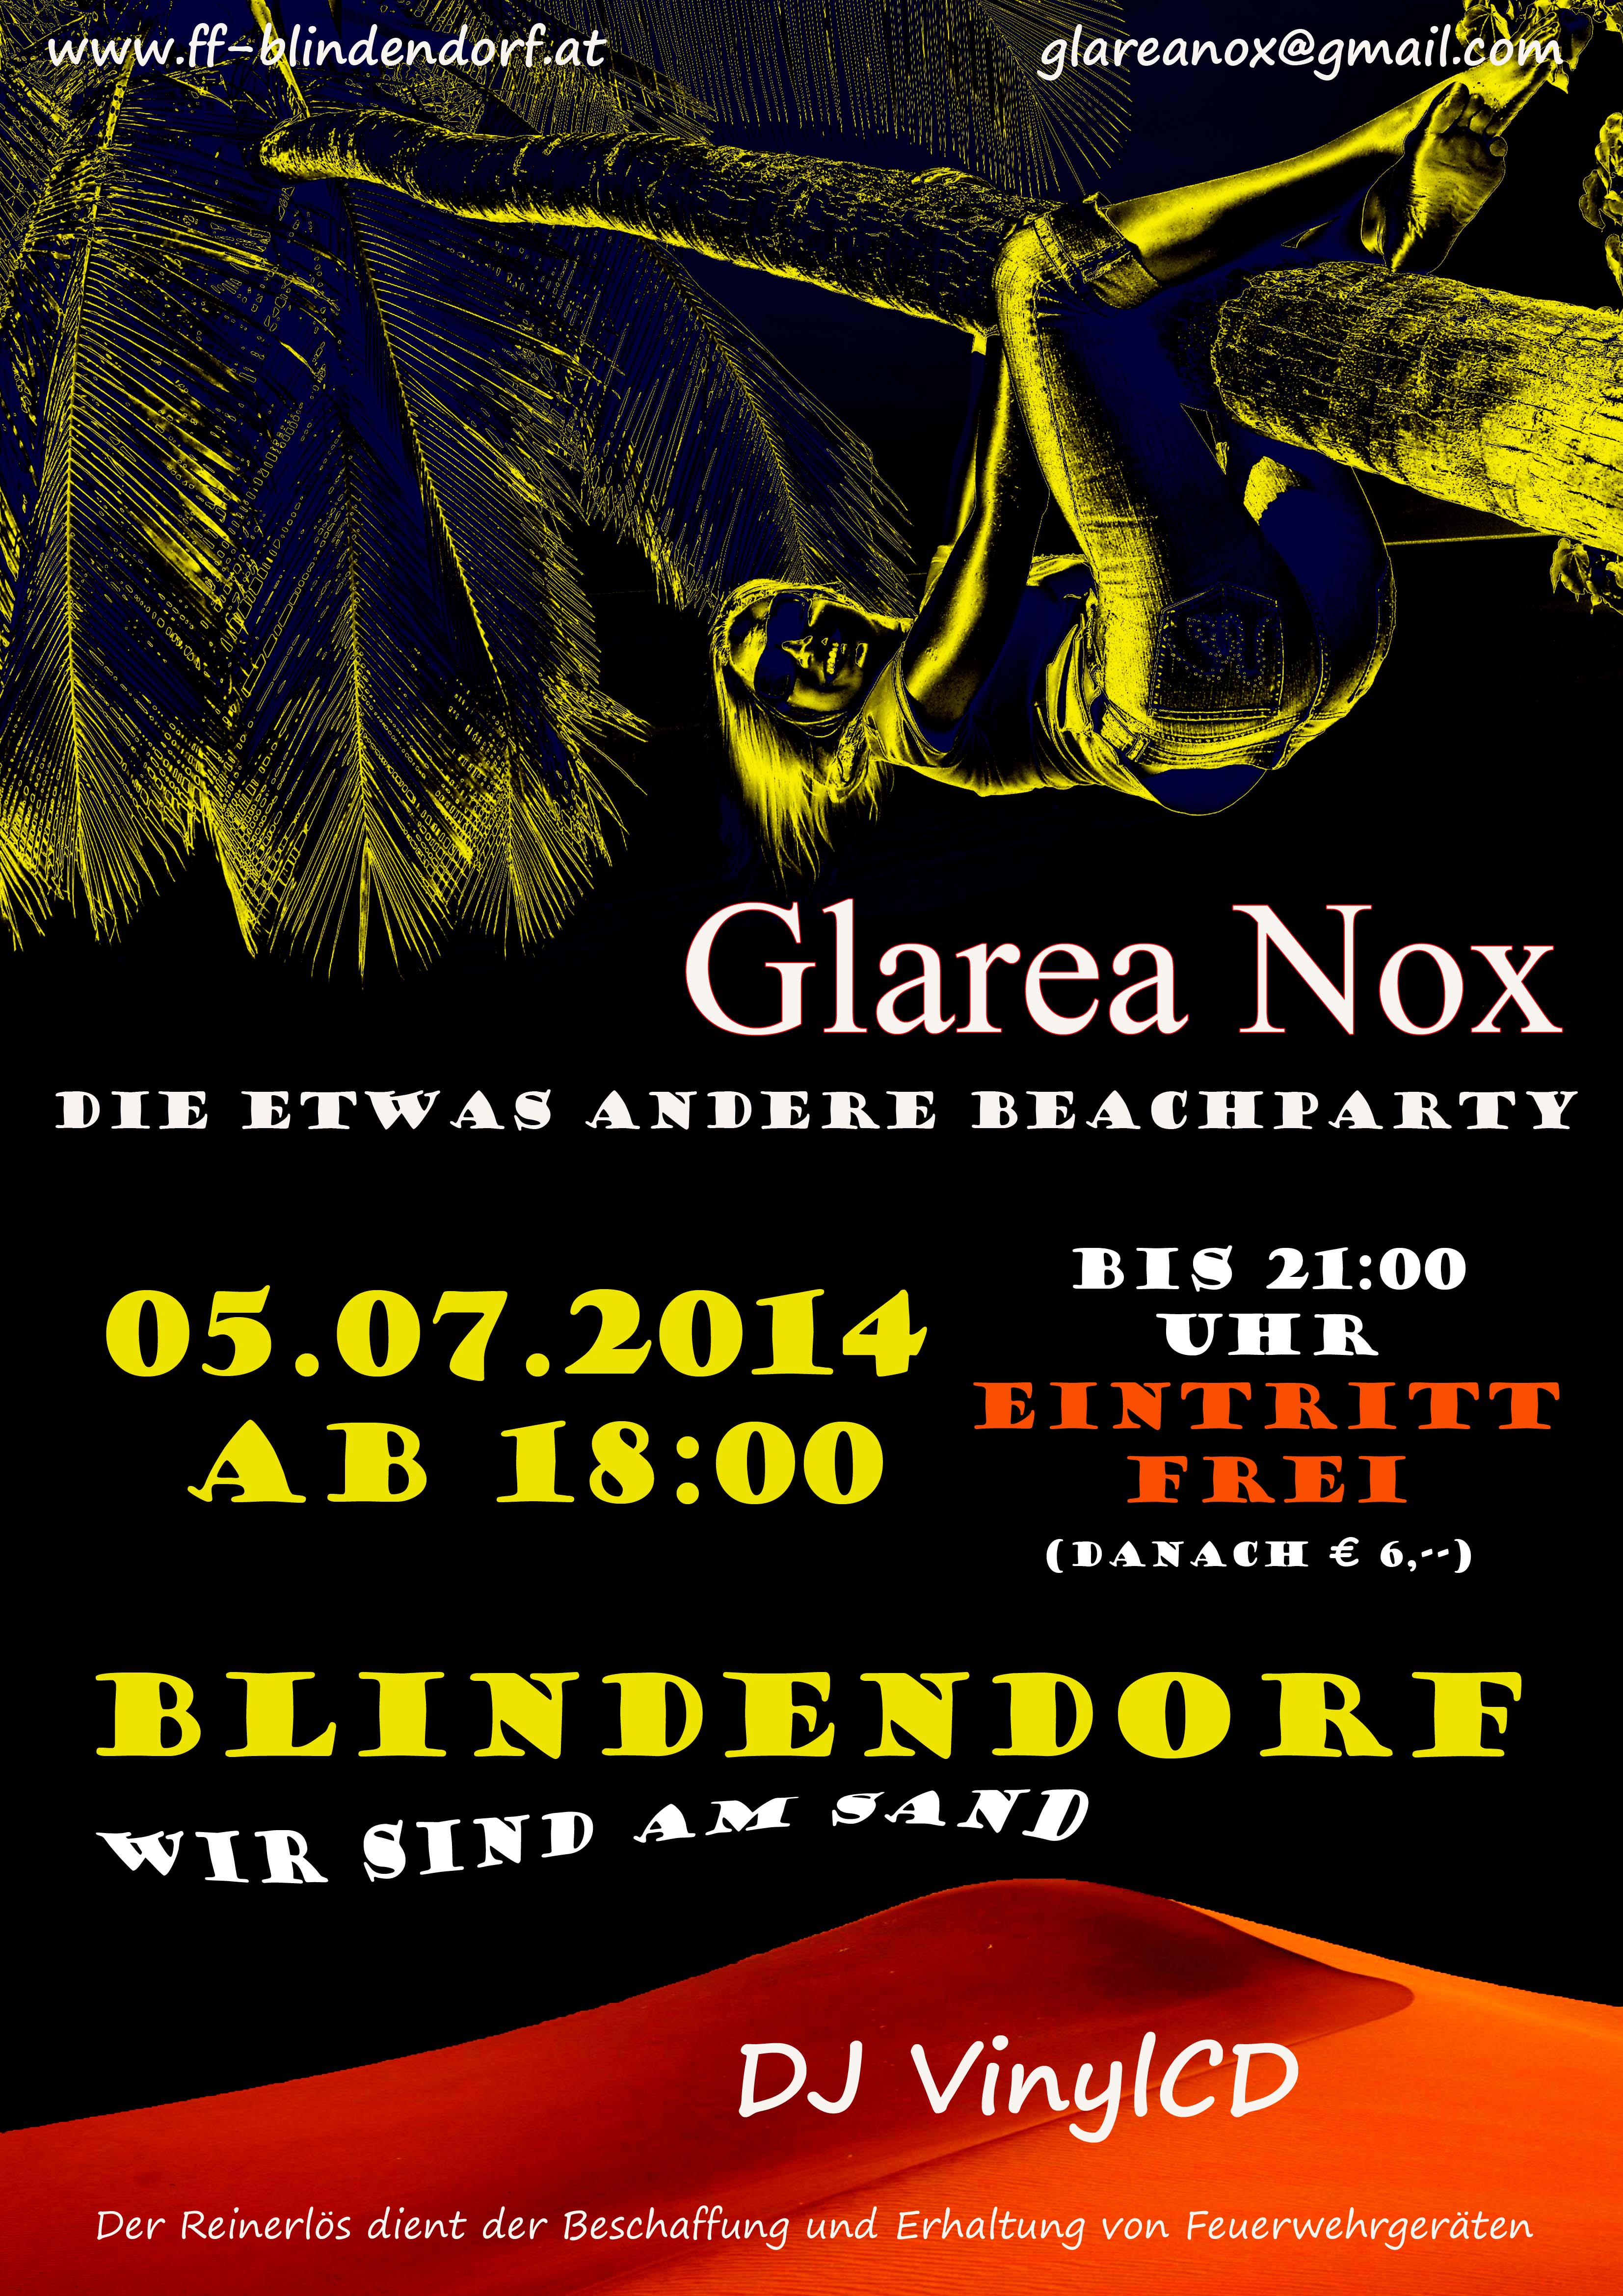 www.ff-blindendorf.at
glareanox@gmail.com
Glarea Nox
DIE ETWAS ANDERE BEACHPARTY
05.07.2014
AB 18:00
BIS 21:00
UHR
EINTRITT
FREI
(DANACH € 6,--)
BLINDENDORF
WIR SIND AM SAND
DJ VinylCD
Der Reinerlös dient der Beschaffung und Erhaltung von Feuerwehrgeräten